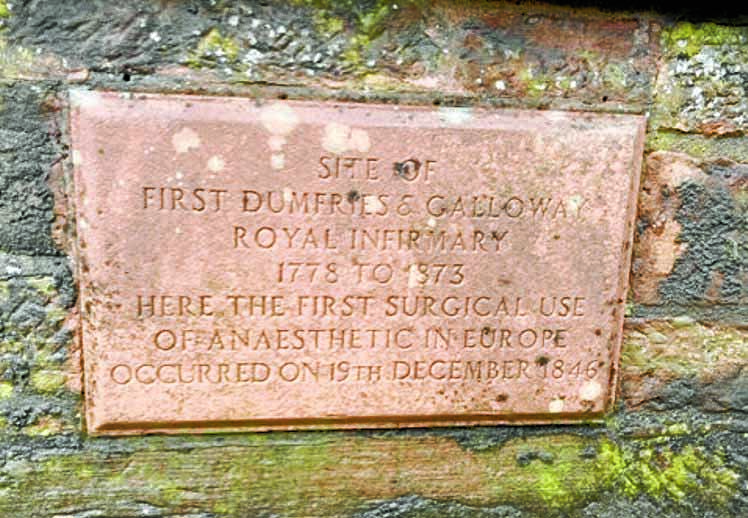 SITE OF
FIRST DUMFRIES & GALLOWAY
ROYAL INFIRMARY
1778 TO 1873
HERE THE FIRST SURGICAL USE
OF ANAESTHETIC IN EUROPE
OCCURRED ON 19TH DECEMBER 1846